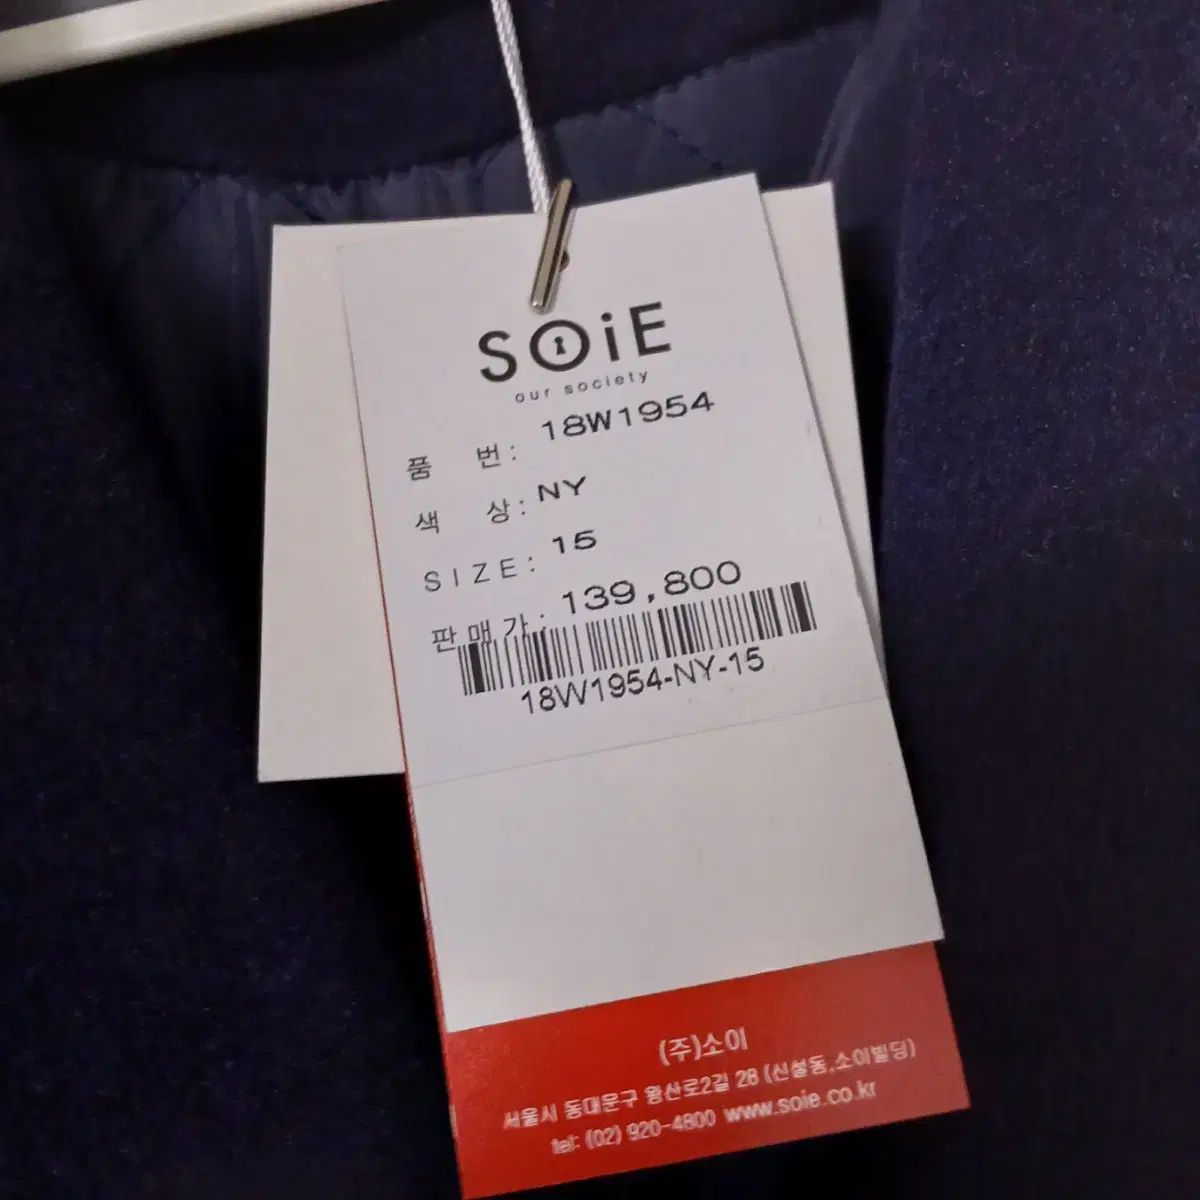 SOiE
our society
품 번: 18W1954
색 상: NY
SIZE: 15
판매가: 139,800
18W1954-NY-15
(주)소이
서울시 동대문구 왕산로2길 28 (신설동,소이빌딩)
tel: (02) 920-4800 www.soie.co.kr